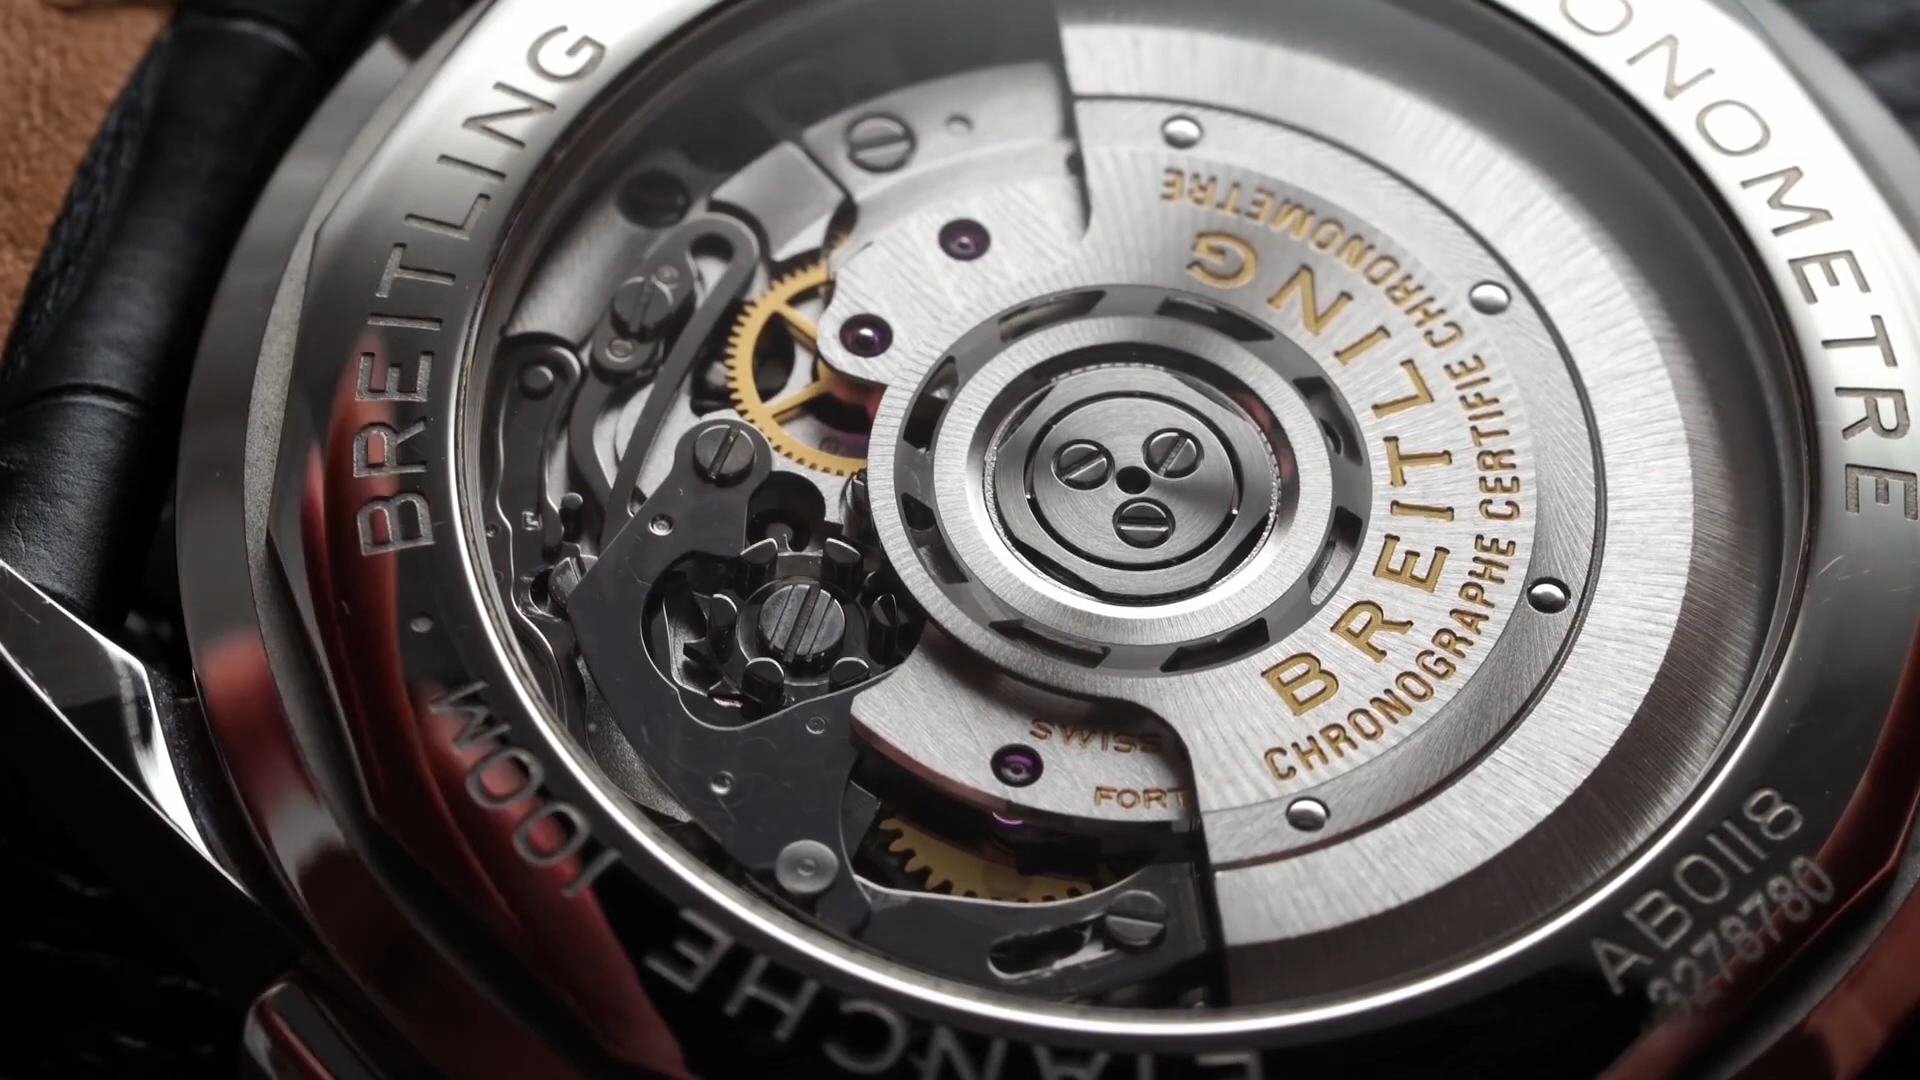 BREITLING
ONOMETRE
BREITLING
CHRONOGRAPHE CERTIFIE CHRONOMETRE
SWISS
FORT
100M
ETANCHE
AB0118
3278780